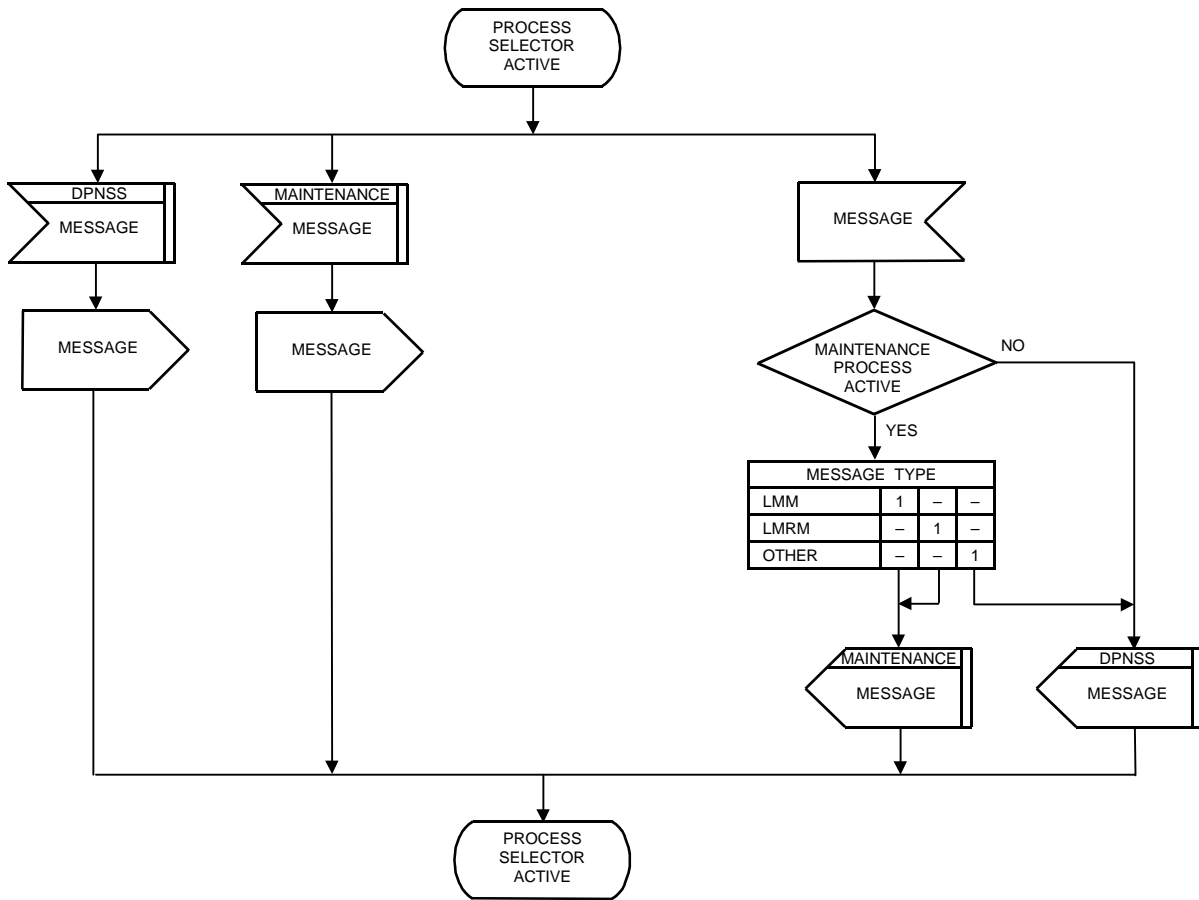 PROCESS
SELECTOR
ACTIVE
DPNSS
MESSAGE
MAINTENANCE
MESSAGE
MESSAGE
MESSAGE
MESSAGE
MAINTENANCE
PROCESS
ACTIVE
NO
YES
MESSAGE TYPE
LMM 1 – –
LMRM – 1 –
OTHER – – 1
MAINTENANCE
MESSAGE
DPNSS
MESSAGE
PROCESS
SELECTOR
ACTIVE